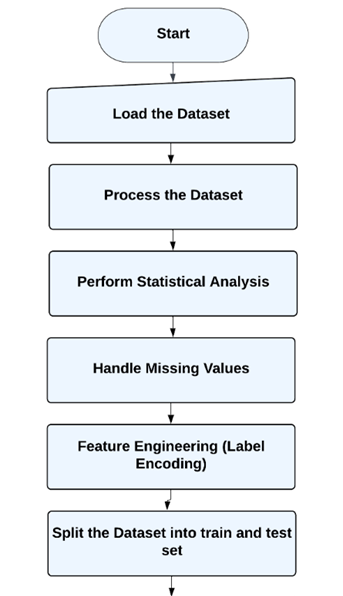 Start
Load the Dataset
Process the Dataset
Perform Statistical Analysis
Handle Missing Values
Feature Engineering (Label
Encoding)
Split the Dataset into train and test
set